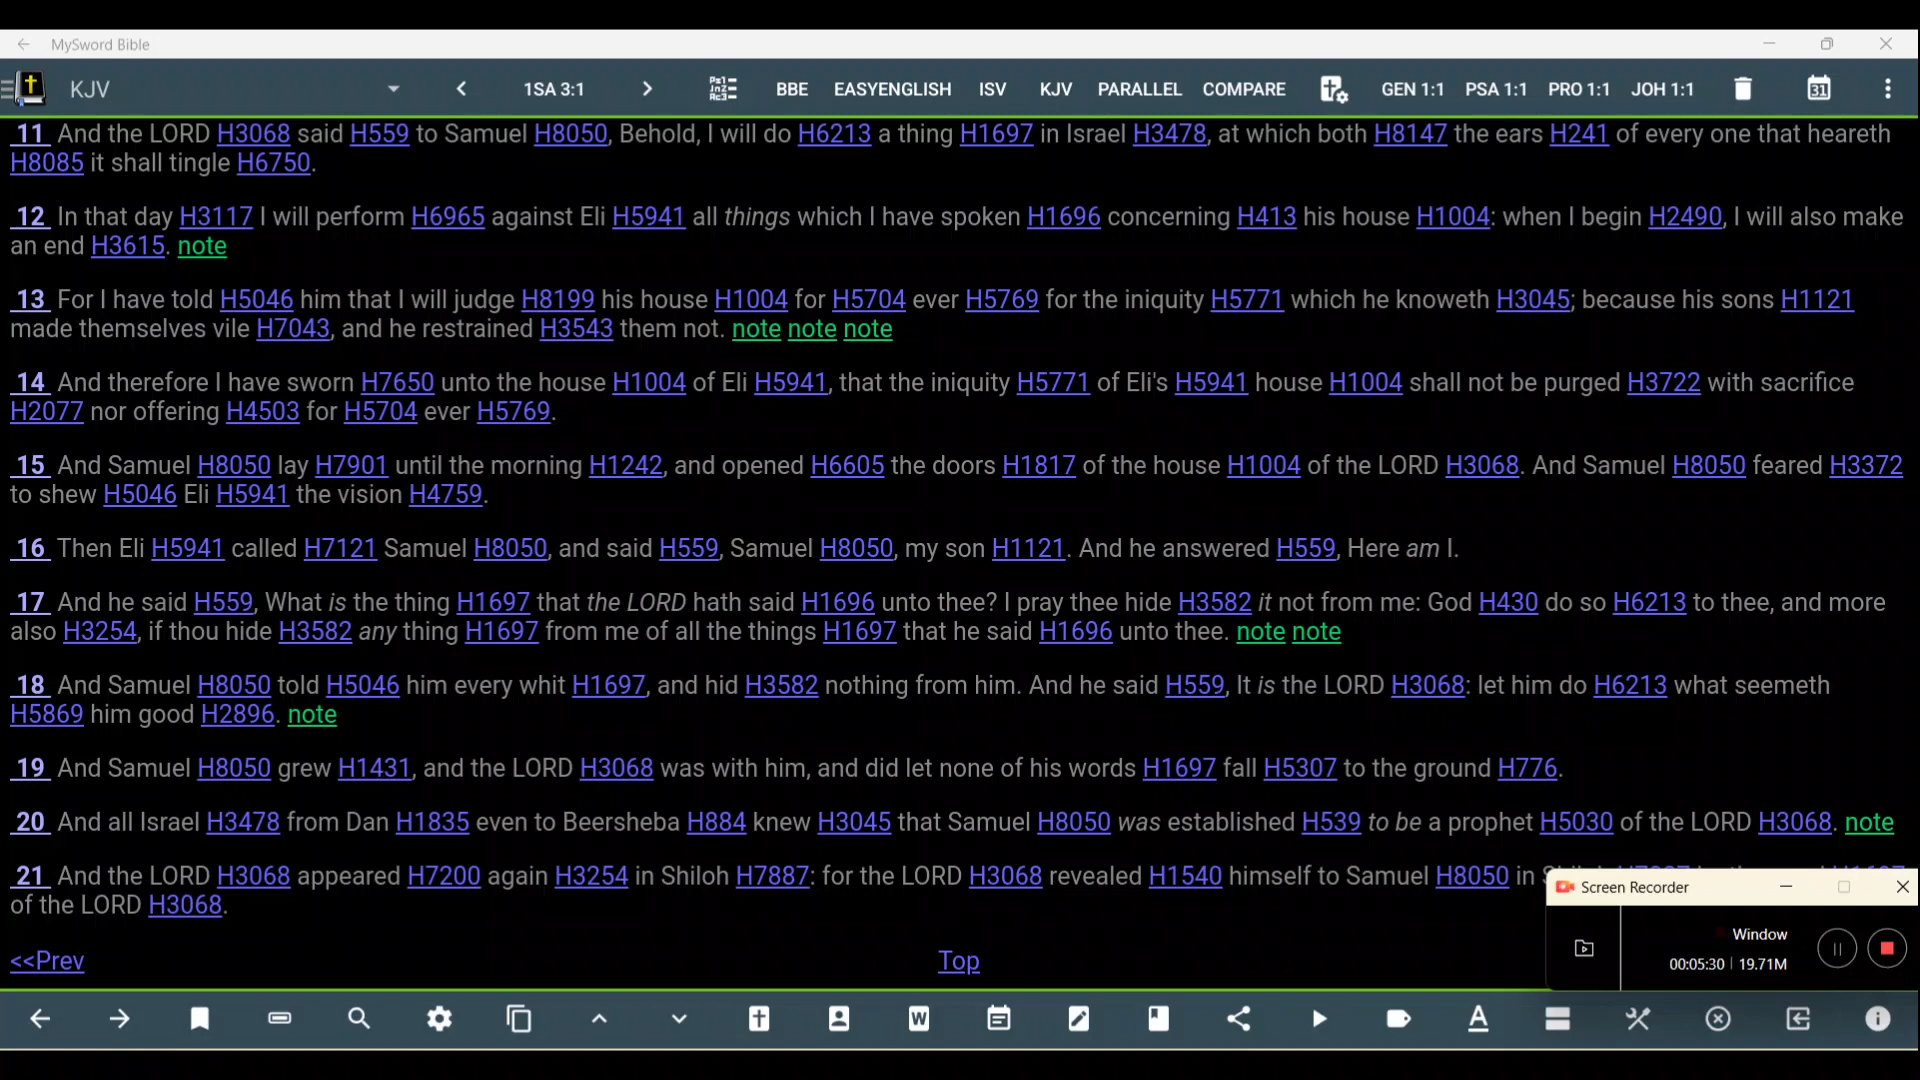 MySword Bible
KJV 1SA 3:1 BBE EASYENGLISH ISV KJV PARALLEL COMPARE GEN 1:1 PSA 1:1 PRO 1:1 JOH 1:1 31
11 And the LORD H3068 said H559 to Samuel H8050, Behold, I will do H6213 a thing H1697 in Israel H3478, at which both H8147 the ears H241 of every one that heareth
H8085 it shall tingle H6750.
12 In that day H3117 I will perform H6965 against Eli H5941 all things which I have spoken H1696 concerning H413 his house H1004: when I begin H2490, I will also make
an end H3615. note
13 For I have told H5046 him that I will judge H8199 his house H1004 for H5704 ever H5769 for the iniquity H5771 which he knoweth H3045; because his sons H1121
made themselves vile H7043, and he restrained H3543 them not. note note note
14 And therefore I have sworn H7650 unto the house H1004 of Eli H5941, that the iniquity H5771 of Eli's H5941 house H1004 shall not be purged H3722 with sacrifice
H2077 nor offering H4503 for H5704 ever H5769.
15 And Samuel H8050 lay H7901 until the morning H1242, and opened H6605 the doors H1817 of the house H1004 of the LORD H3068. And Samuel H8050 feared H3372
to shew H5046 Eli H5941 the vision H4759.
16 Then Eli H5941 called H7121 Samuel H8050, and said H559, Samuel H8050, my son H1121. And he answered H559, Here am I.
17 And he said H559, What is the thing H1697 that the LORD hath said H1696 unto thee? I pray thee hide H3582 it not from me: God H430 do so H6213 to thee, and more
also H3254, if thou hide H3582 any thing H1697 from me of all the things H1697 that he said H1696 unto thee. note note
18 And Samuel H8050 told H5046 him every whit H1697, and hid H3582 nothing from him. And he said H559, It is the LORD H3068: let him do H6213 what seemeth
H5869 him good H2896. note
19 And Samuel H8050 grew H1431, and the LORD H3068 was with him, and did let none of his words H1697 fall H5307 to the ground H776.
20 And all Israel H3478 from Dan H1835 even to Beersheba H884 knew H3045 that Samuel H8050 was established H539 to be a prophet H5030 of the LORD H3068. note
21 And the LORD H3068 appeared H7200 again H3254 in Shiloh H7887: for the LORD H3068 revealed H1540 himself to Samuel H8050 in
of the LORD H3068.
Screen Recorder
Window
00:05:30 19.71M
<<Prev Top